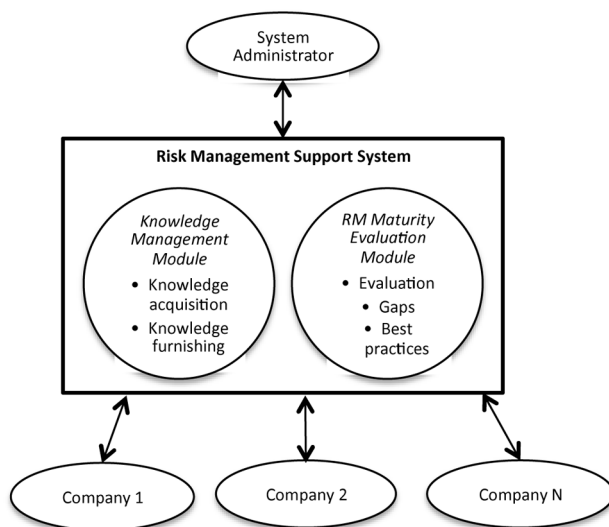 System
Administrator
Risk Management Support System
Knowledge
Management
Module
• Knowledge
acquisition
• Knowledge
furnishing
RM Maturity
Evaluation
Module
• Evaluation
• Gaps
• Best
practices
Company 1
Company 2
Company N